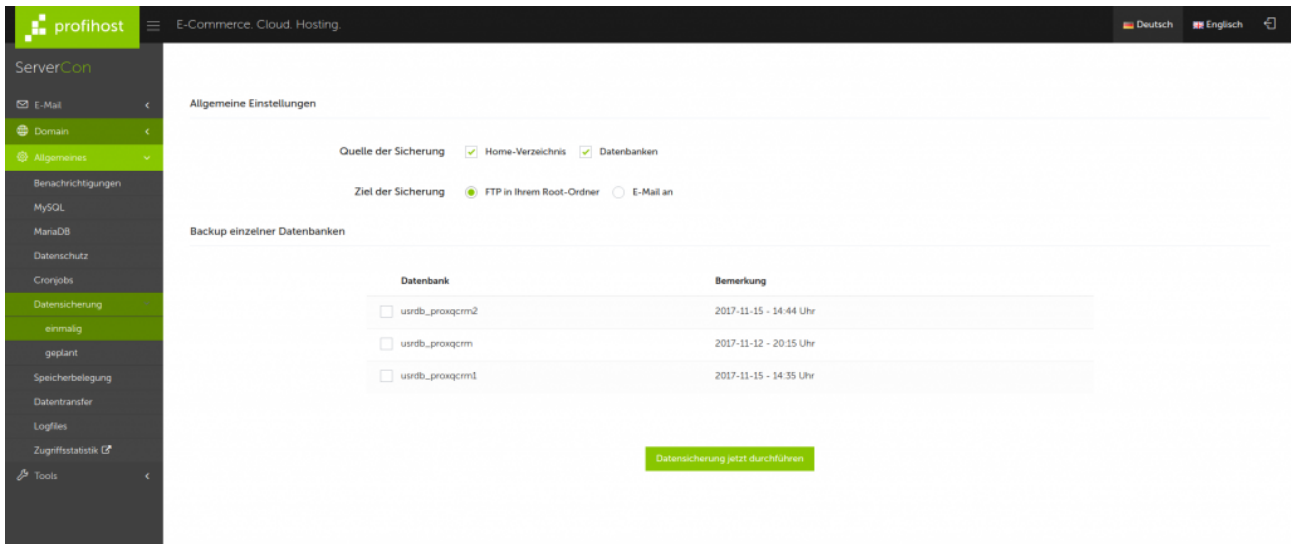 profihost E-Commerce. Cloud. Hosting. Deutsch Englisch
ServerCon
E-Mail
Domain
Allgemeines
Benachrichtigungen
MySQL
MariaDB
Datenschutz
Cronjobs
Datensicherung
einmalig
geplant
Speicherbelegung
Datentransfer
Logfiles
Zugriffsstatistik
Tools
Allgemeine Einstellungen
Quelle der Sicherung Home-Verzeichnis Datenbanken
Ziel der Sicherung FTP in Ihrem Root-Ordner E-Mail an
Backup einzelner Datenbanken
Datenbank Bemerkung
usrdb_proxqcrm2 2017-11-15 - 14:44 Uhr
usrdb_proxqcrm 2017-11-12 - 20:15 Uhr
usrdb_proxqcrm1 2017-11-15 - 14:35 Uhr
Datensicherung jetzt durchführen